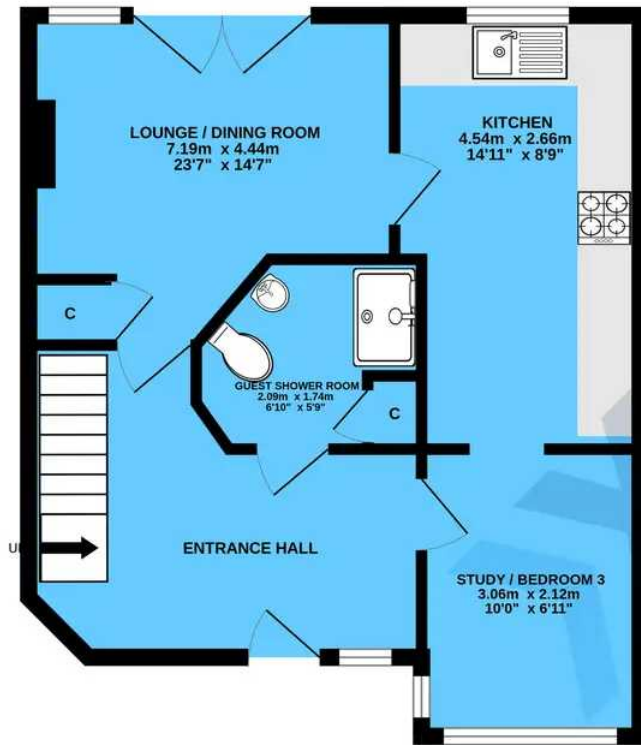 LOUNGE / DINING ROOM
7.19m x 4.44m
23'7" x 14'7"
KITCHEN
4.54m x 2.66m
14'11" x 8'9"
C
GUEST SHOWER ROOM
2.09m x 1.74m
6'10" x 5'9"
C
ENTRANCE HALL
STUDY / BEDROOM 3
3.06m x 2.12m
10'0" x 6'11"